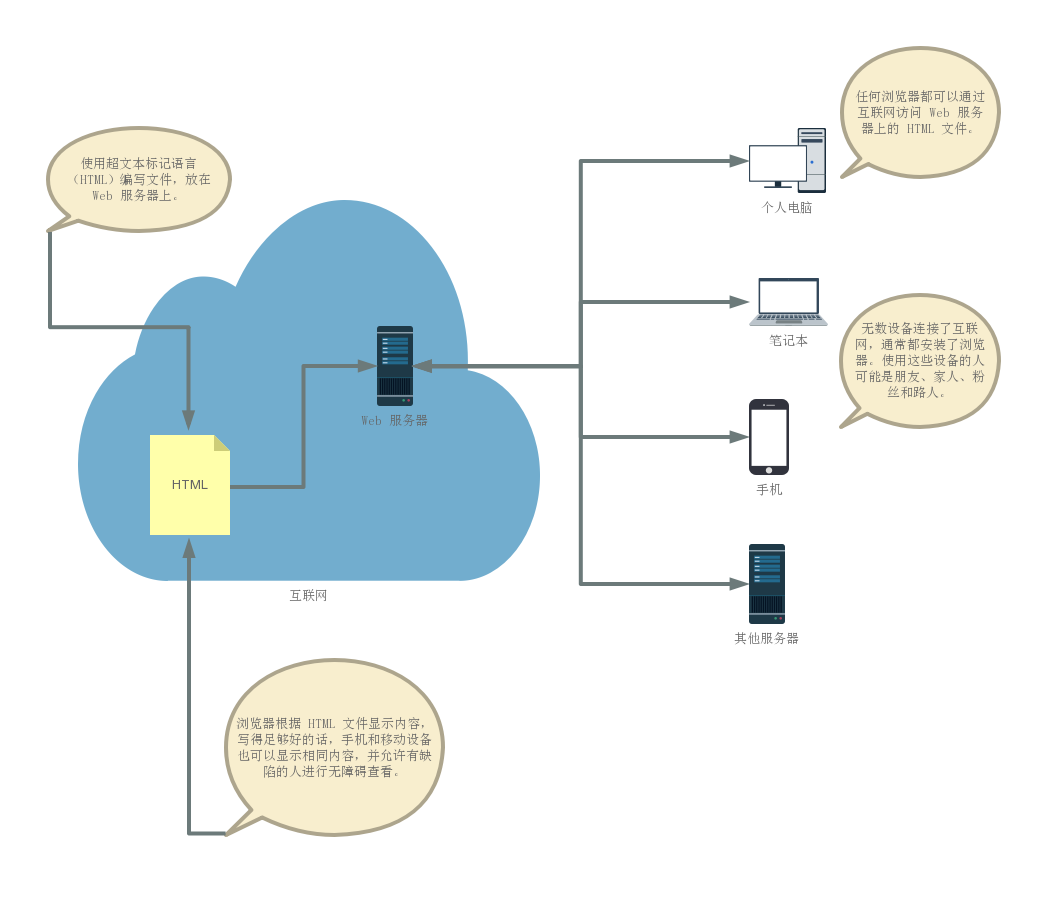 任何浏览器都可以通过
互联网访问 Web 服务
器上的 HTML 文件。
使用超文本标记语言
（HTML）编写文件，放在
Web 服务器上。
个人电脑
笔记本
无数设备连接了互联
网，通常都安装了浏览
器。使用这些设备的人
可能是朋友、家人、粉
丝和路人。
Web 服务器
HTML
手机
互联网
其他服务器
浏览器根据 HTML 文件显示内容，
写得足够好的话，手机和移动设备
也可以显示相同内容，并允许有缺
陷的人进行无障碍查看。